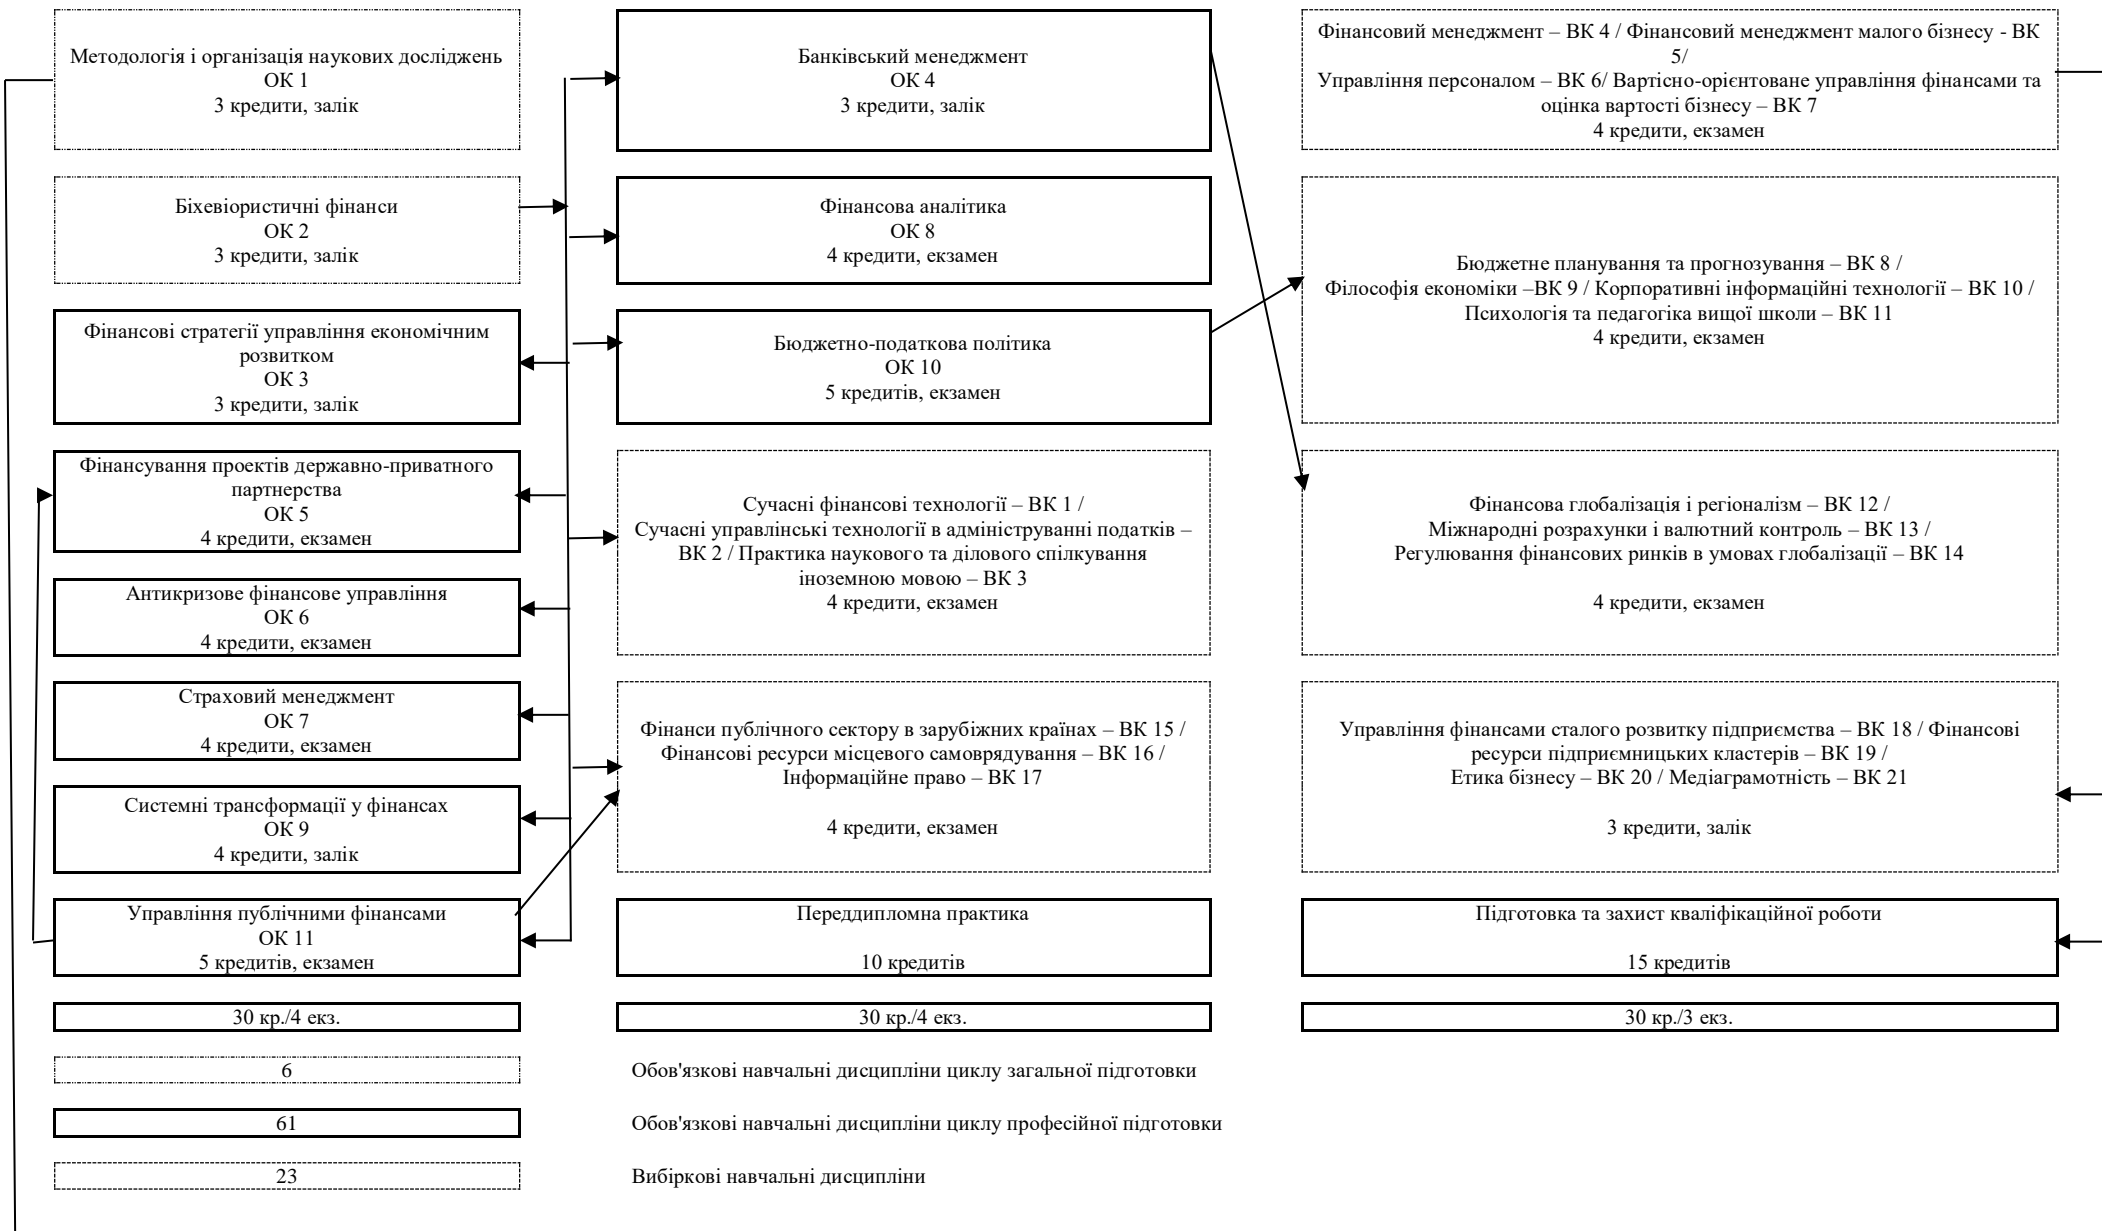 Методологія і організація наукових досліджень
ОК 1
3 кредити, залік
Біхевіористичні фінанси
ОК 2
3 кредити, залік
Фінансові стратегії управління економічним
розвитком
ОК 3
3 кредити, залік
Фінансування проектів державно-приватного
партнерства
ОК 5
4 кредити, екзамен
Антикризове фінансове управління
ОК 6
4 кредити, екзамен
Страховий менеджмент
ОК 7
4 кредити, екзамен
Системні трансформації у фінансах
ОК 9
4 кредити, залік
Управління публічними фінансами
ОК 11
5 кредитів, екзамен
30 кр./4 екз.
Банківський менеджмент
ОК 4
3 кредити, залік
Фінансова аналітика
ОК 8
4 кредити, екзамен
Бюджетно-податкова політика
ОК 10
5 кредитів, екзамен
Сучасні фінансові технології – ВК 1 /
Сучасні управлінські технології в адмініструванні податків –
ВК 2 / Практика наукового та ділового спілкування
іноземною мовою – ВК 3
4 кредити, екзамен
Фінанси публічного сектору в зарубіжних країнах – ВК 15 /
Фінансові ресурси місцевого самоврядування – ВК 16 /
Інформаційне право – ВК 17
4 кредити, екзамен
Переддипломна практика
10 кредитів
30 кр./4 екз.
Фінансовий менеджмент – ВК 4 / Фінансовий менеджмент малого бізнесу - ВК
5/
Управління персоналом – ВК 6/ Вартісно-орієнтоване управління фінансами та
оцінка вартості бізнесу – ВК 7
4 кредити, екзамен
Бюджетне планування та прогнозування – ВК 8 /
Філософія економіки –ВК 9 / Корпоративні інформаційні технології – ВК 10 /
Психологія та педагогіка вищої школи – ВК 11
4 кредити, екзамен
Фінансова глобалізація і регіоналізм – ВК 12 /
Міжнародні розрахунки і валютний контроль – ВК 13 /
Регулювання фінансових ринків в умовах глобалізації – ВК 14
4 кредити, екзамен
Управління фінансами сталого розвитку підприємства – ВК 18 / Фінансові
ресурси підприємницьких кластерів – ВК 19 /
Етика бізнесу – ВК 20 / Медіаграмотність – ВК 21
3 кредити, залік
Підготовка та захист кваліфікаційної роботи
15 кредитів
30 кр./3 екз.
6
Обов'язкові навчальні дисципліни циклу загальної підготовки
61
Обов'язкові навчальні дисципліни циклу професійної підготовки
23
Вибіркові навчальні дисципліни